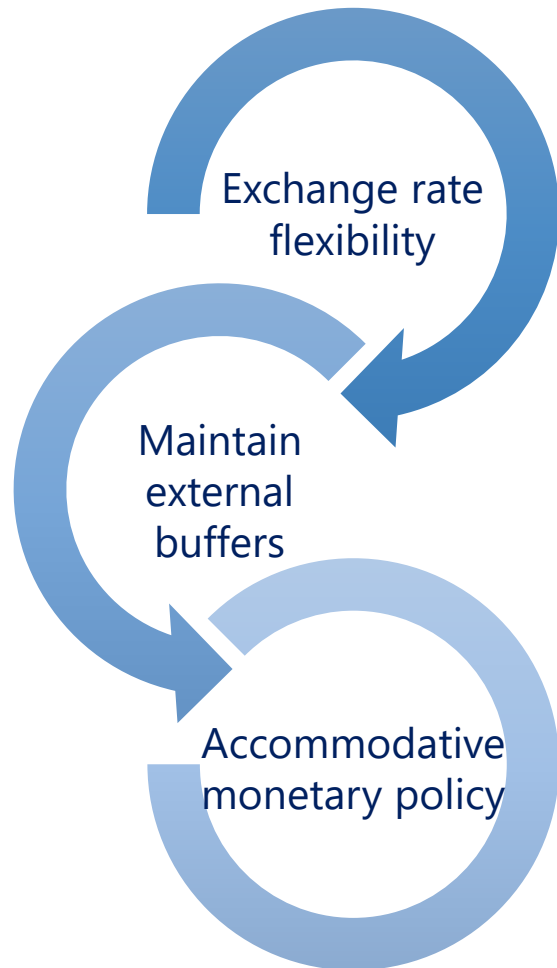 Exchange rate
flexibility
Maintain
external
buffers
Accommodative
monetary policy